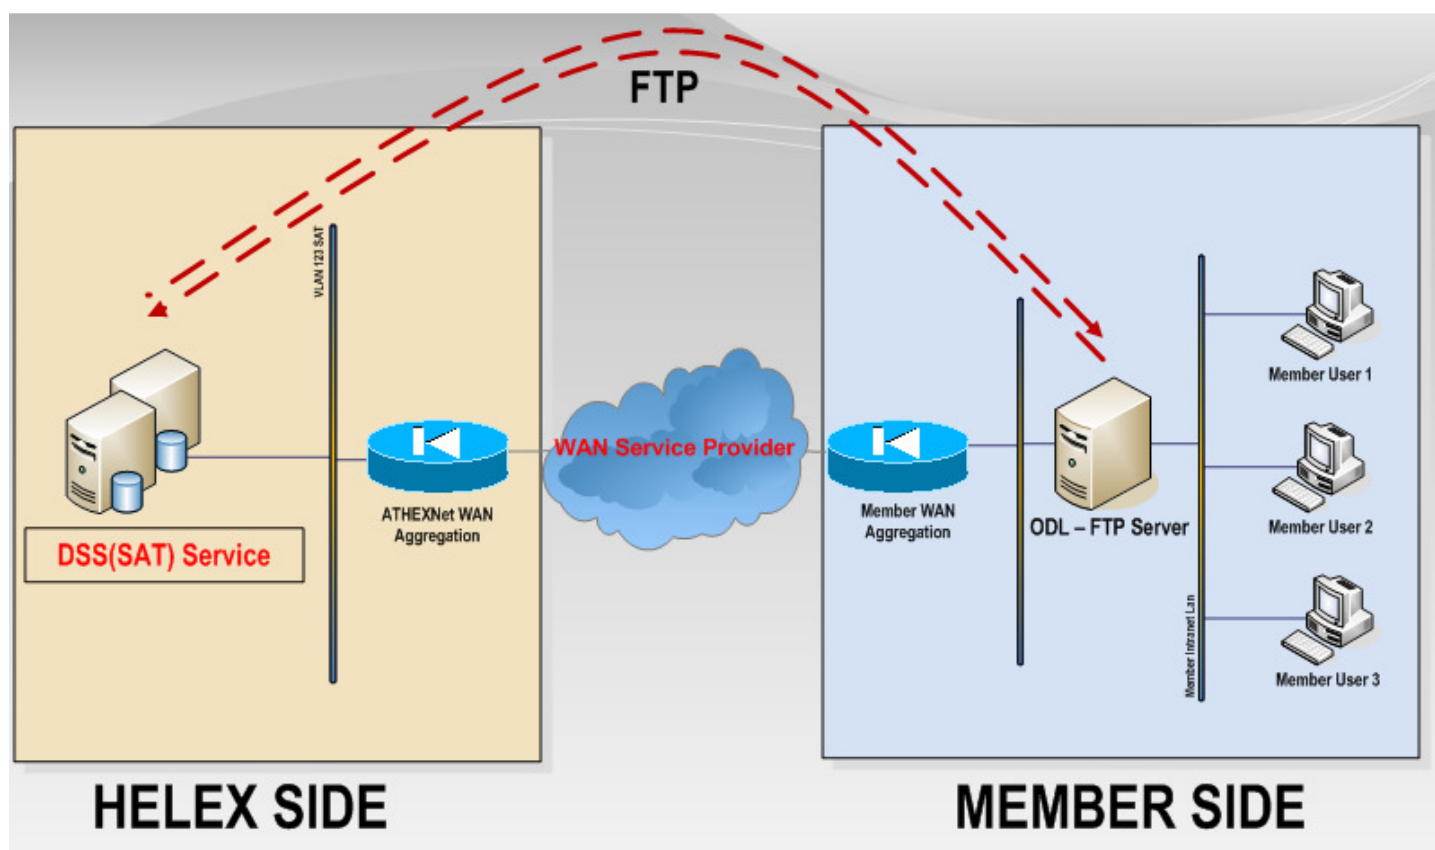 FTP
VLAN 123 SAT
WAN Service Provider
ATHEXNet WAN
Aggregation
DSS(SAT) Service
Member WAN
Aggregation
ODL – FTP Server
Member Intranet Lan
Member User 1
Member User 2
Member User 3
HELEX SIDE
MEMBER SIDE